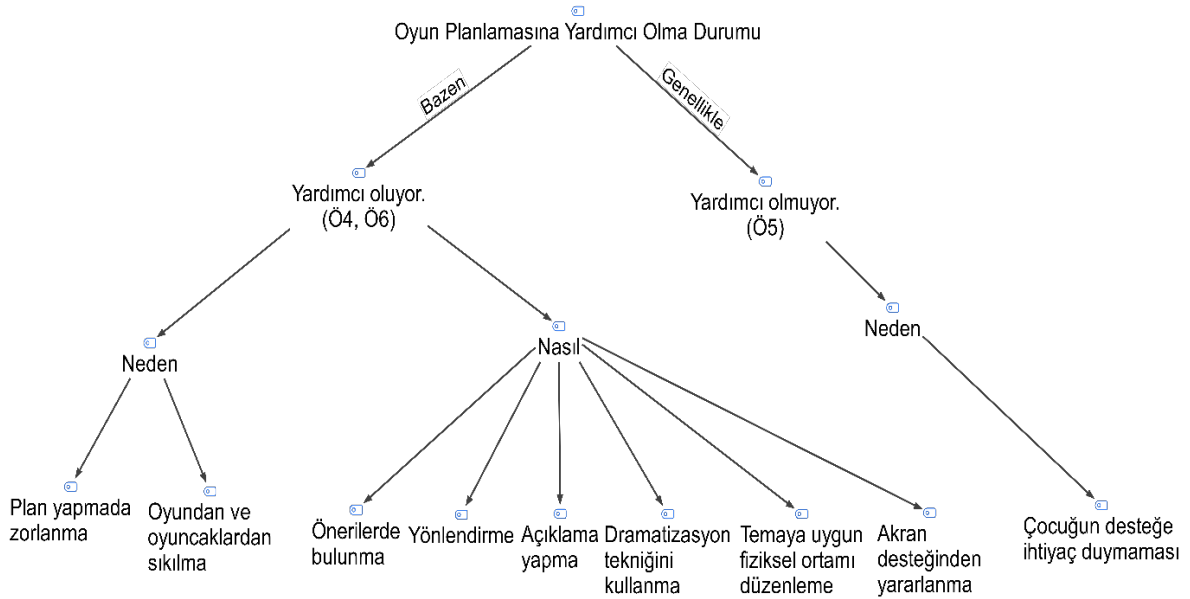 Oyun Planlamasına Yardımcı Olma Durumu
Bazen
Genellikle
Yardımcı oluyor.
(Ö4, Ö6)
Yardımcı olmuyor.
(Ö5)
Neden
Nasıl
Neden
Plan yapmada
zorlanma
Oyundan ve
oyuncaklardan
sıkılma
Önerilerde
bulunma
Yönlendirme
Açıklama
yapma
Dramatizasyon
tekniğini
kullanma
Temaya uygun
fiziksel ortamı
düzenleme
Akran
desteğinden
yararlanma
Çocuğun desteğe
ihtiyaç duymaması